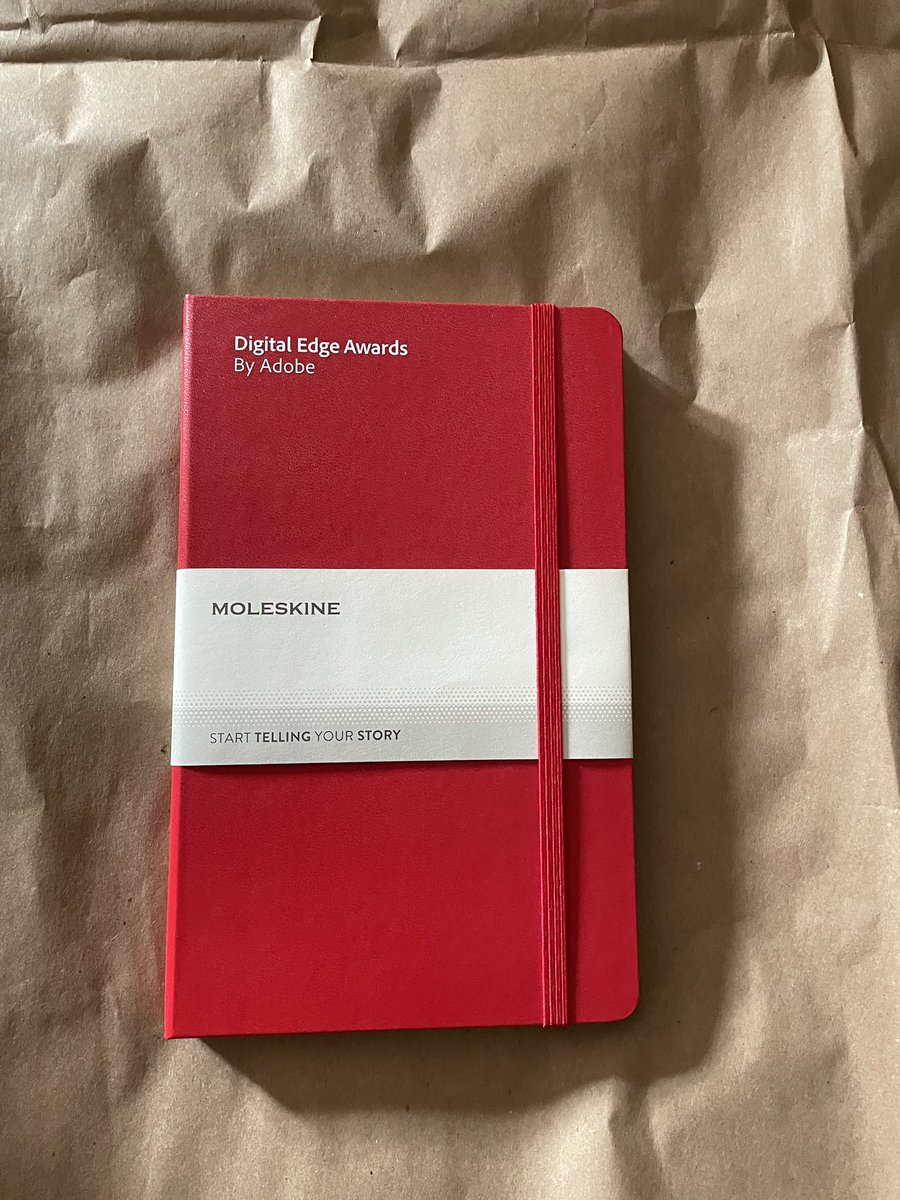 Digital Edge Awards
By Adobe
MOLESKINE
START TELLING YOUR STORY